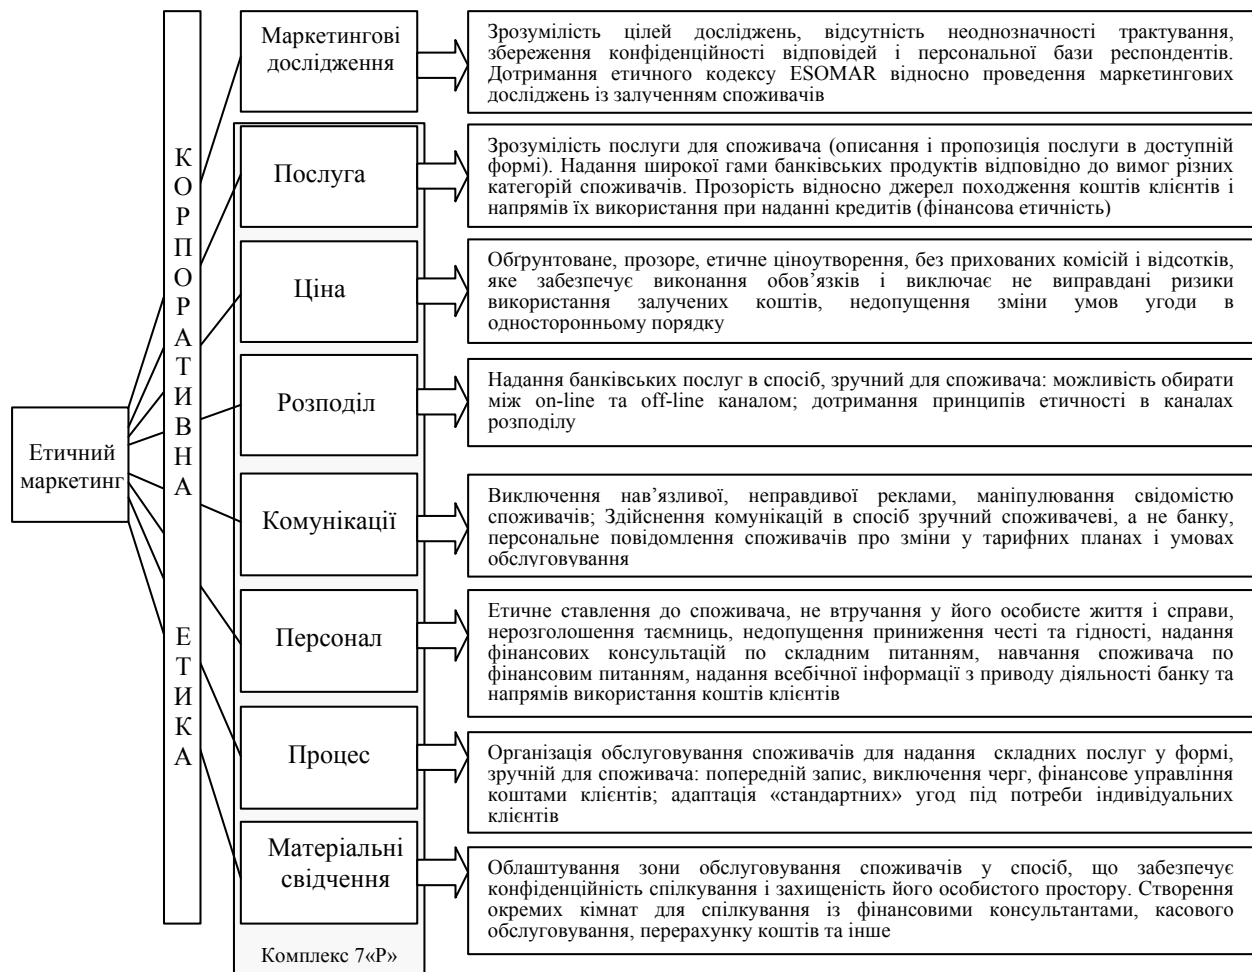 Етичний
маркетинг
КОРПОРАТИВНА
ЕТИКА
Маркетингові
дослідження
Зрозумілість цілей досліджень, відсутність неоднозначності трактування,
збереження конфіденційності відповідей і персональної бази респондентів.
Дотримання етичного кодексу ESOMAR відносно проведення маркетингових
досліджень із залученням споживачів
Послуга
Зрозумілість послуги для споживача (описання і пропозиція послуги в доступній
формі). Надання широкої гами банківських продуктів відповідно до вимог різних
категорій споживачів. Прозорість відносно джерел походження коштів клієнтів і
напрямів їх використання при наданні кредитів (фінансова етичність)
Ціна
Обґрунтоване, прозоре, етичне ціноутворення, без прихованих комісій і відсотків,
яке забезпечує виконання обов’язків і виключає не виправдані ризики
використання залучених коштів, недопущення зміни умов угоди в
односторонньому порядку
Розподіл
Надання банківських послуг в спосіб, зручний для споживача: можливість обирати
між on-line та off-line каналом; дотримання принципів етичності в каналах
розподілу
Комунікації
Виключення нав’язливої, неправдивої реклами, маніпулювання свідомістю
споживачів; Здійснення комунікацій в спосіб зручний споживачеві, а не банку,
персональне повідомлення споживачів про зміни у тарифних планах і умовах
обслуговування
Персонал
Етичне ставлення до споживача, не втручання у його особисте життя і справи,
нерозголошення таємниць, недопущення приниження честі та гідності, надання
фінансових консультацій по складним питанням, навчання споживача по
фінансовим питанням, надання всебічної інформації з приводу діяльності банку та
напрямів використання коштів клієнтів
Процес
Організація обслуговування споживачів для надання складних послуг у формі,
зручній для споживача: попередній запис, виключення черг, фінансове управління
коштами клієнтів; адаптація «стандартних» угод під потреби індивідуальних
клієнтів
Матеріальні
свідчення
Облаштування зони обслуговування споживачів у спосіб, що забезпечує
конфіденційність спілкування і захищеність його особистого простору. Створення
окремих кімнат для спілкування із фінансовими консультантами, касового
обслуговування, перерахунку коштів та інше
Комплекс 7«Р»